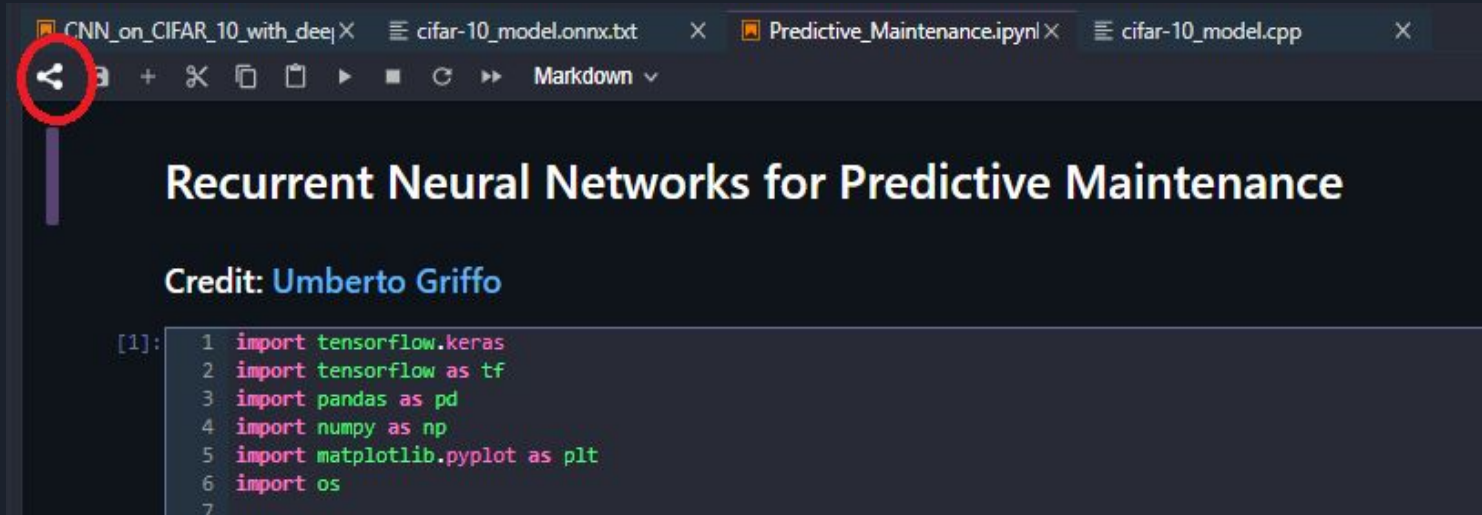 CNN_on_CIFAR_10_with_deep cifar-10_model.onnx.txt Predictive_Maintenance.ipynl cifar-10_model.cpp
Markdown
Recurrent Neural Networks for Predictive Maintenance
Credit: Umberto Griffo
[1]:
1 import tensorflow.keras
2 import tensorflow as tf
3 import pandas as pd
4 import numpy as np
5 import matplotlib.pyplot as plt
6 import os
7